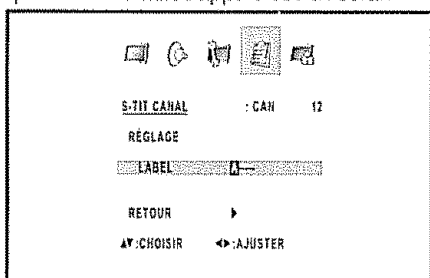 S-TIT CANAL : CAN 12
RÉGLAGE
LABEL A---
RETOUR
▲▼:CHOISIR ◄►:AJUSTER